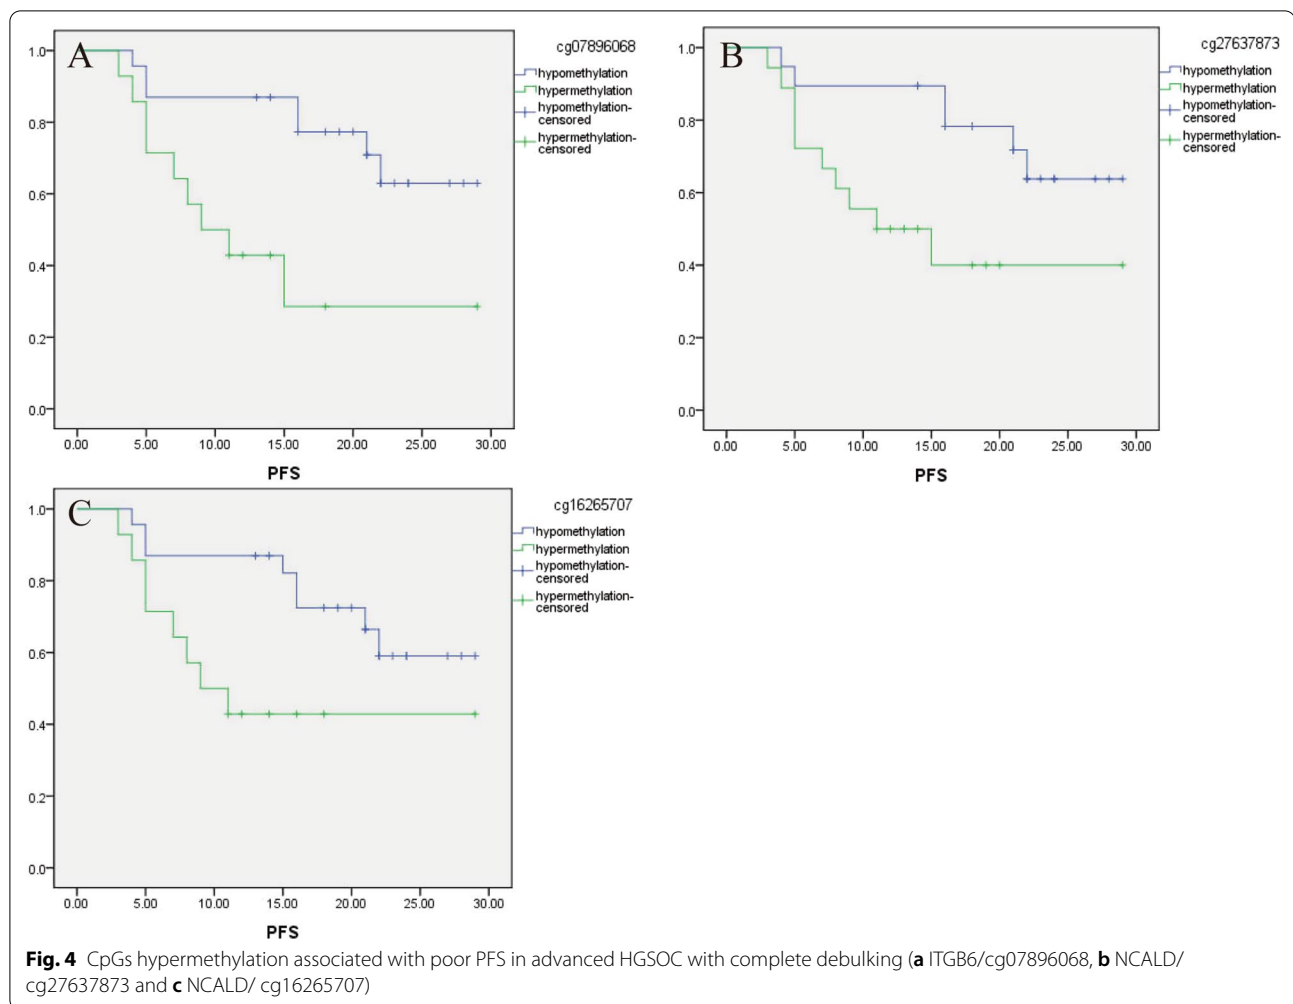 A
cg07896068
hypomethylation
hypermethylation
hypomethylation-
censored
hypermethylation-
censored
1.0
0.8
0.6
0.4
0.2
0.0
0.00 5.00 10.00 15.00 20.00 25.00 30.00
PFS
B
cg27637873
hypomethylation
hypermethylation
hypomethylation-
censored
hypermethylation-
censored
1.0
0.8
0.6
0.4
0.2
0.0
0.00 5.00 10.00 15.00 20.00 25.00 30.00
PFS
C
cg16265707
hypomethylation
hypermethylation
hypomethylation-
censored
hypermethylation-
censored
1.0
0.8
0.6
0.4
0.2
0.0
0.00 5.00 10.00 15.00 20.00 25.00 30.00
PFS
Fig. 4 CpGs hypermethylation associated with poor PFS in advanced HGSOC with complete debulking (a ITGB6/cg07896068, b NCALD/
cg27637873 and c NCALD/ cg16265707)